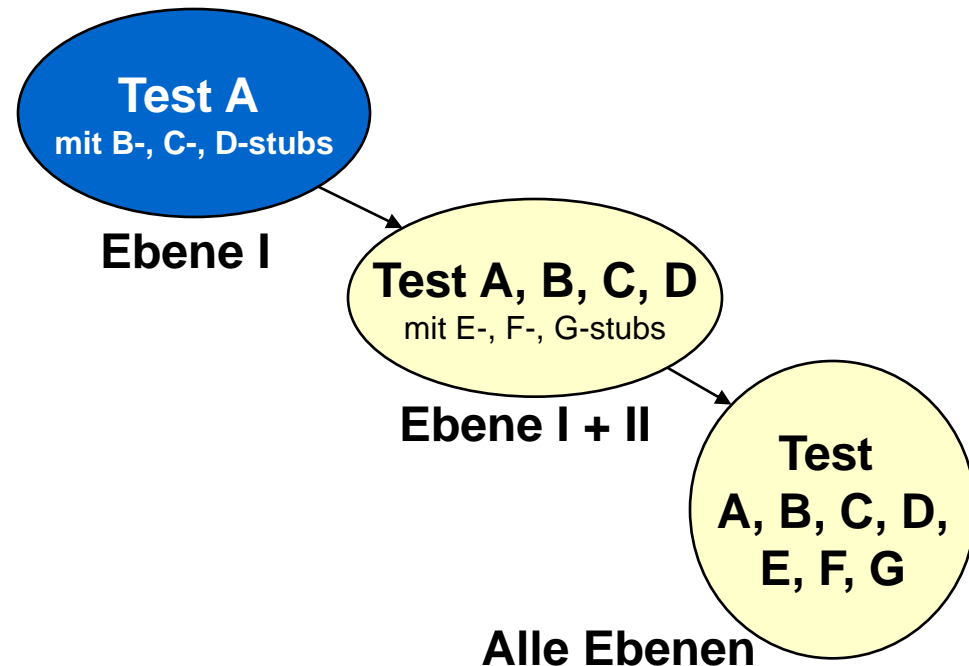 Test A
mit B-, C-, D-stubs
Ebene I
Test A, B, C, D
mit E-, F-, G-stubs
Ebene I + II
Test
A, B, C, D,
E, F, G
Alle Ebenen